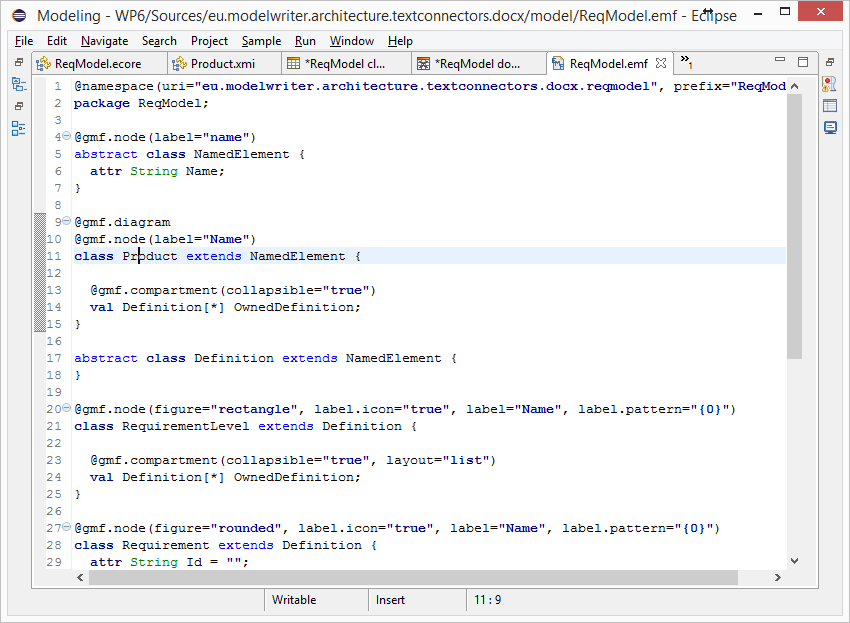 Modeling - WP6/Sources/eu.modelwriter.architecture.textconnectors.docx/model/ReqModel.emf - Eclipse
File Edit Navigate Search Project Sample Run Window Help
ReqModel.ecore Product.xmi *ReqModel cl... *ReqModel do... ReqModel.emf »1
1 @namespace(uri="eu.modelwriter.architecture.textconnectors.docx.reqmodel", prefix="ReqMod
2 package ReqModel;
3
4 @gmf.node(label="name")
5 abstract class NamedElement {
6 attr String Name;
7 }
8
9 @gmf.diagram
10 @gmf.node(label="Name")
11 class Product extends NamedElement {
12
13 @gmf.compartment(collapsible="true")
14 val Definition[*] OwnedDefinition;
15 }
16
17 abstract class Definition extends NamedElement {
18 }
19
20 @gmf.node(figure="rectangle", label.icon="true", label="Name", label.pattern="{0}")
21 class RequirementLevel extends Definition {
22
23 @gmf.compartment(collapsible="true", layout="list")
24 val Definition[*] OwnedDefinition;
25 }
26
27 @gmf.node(figure="rounded", label.icon="true", label="Name", label.pattern="{0}")
28 class Requirement extends Definition {
29 attr String Id = "";
Writable Insert 11 : 9